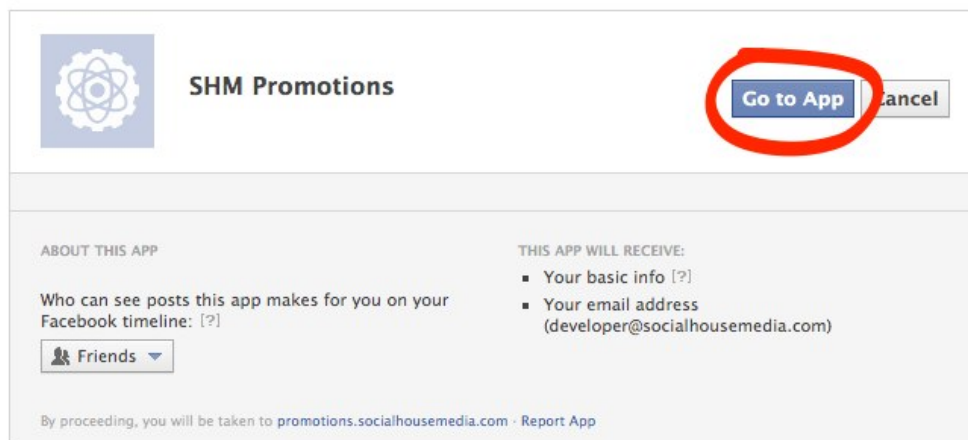 SHM Promotions
Go to App
Cancel
ABOUT THIS APP
Who can see posts this app makes for you on your
Facebook timeline: [?]
Friends
THIS APP WILL RECEIVE:
Your basic info [?]
Your email address
(developer@socialhousemedia.com)
By proceeding, you will be taken to promotions.socialhousemedia.com · Report App